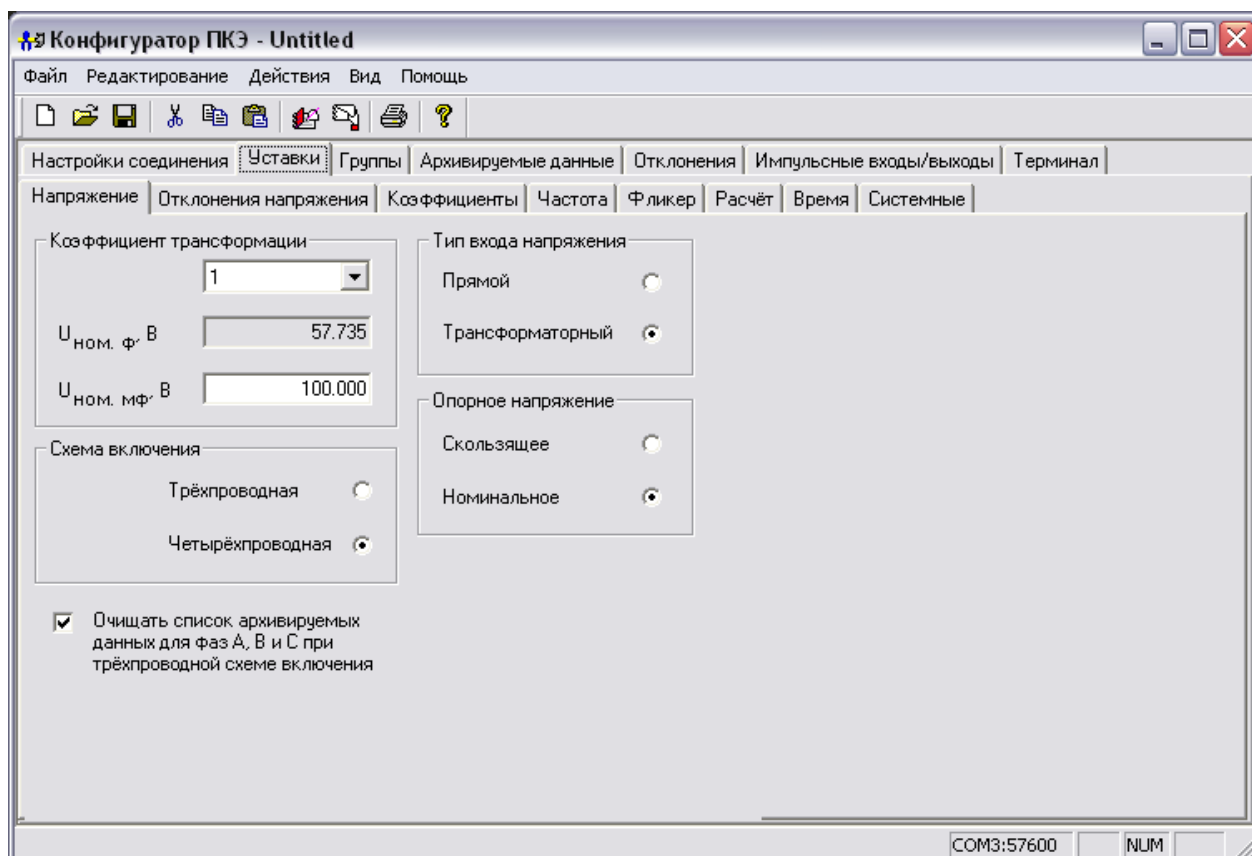 Конфигуратор ПКЭ - Untitled
Файл Редактирование Действия Вид Помощь
Настройки соединения Уставки Группы Архивируемые данные Отклонения Импульсные входы/выходы Терминал
Напряжение Отклонения напряжения Коэффициенты Частота Фликер Расчёт Время Системные
Коэффициент трансформации
1
Uном. ф, В 57.735
Uном. мф, В 100.000
Схема включения
Трёхпроводная
Четырёхпроводная
Очищать список архивируемых
данных для фаз А, В и С при
трёхпроводной схеме включения
Тип входа напряжения
Прямой
Трансформаторный
Опорное напряжение
Скользящее
Номинальное
COM3:57600 NUM